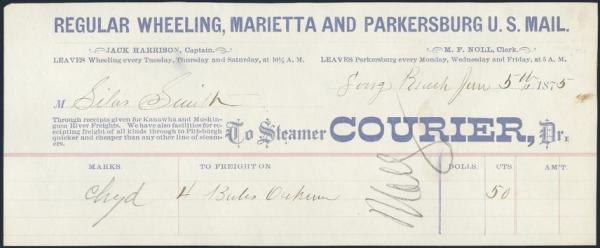 REGULAR WHEELING, MARIETTA AND PARKERSBURG U. S. MAIL.
JACK HARRISON, Captain.
M. F. NOLL, Clerk.
LEAVES Wheeling every Tuesday, Thursday and Saturday, at 10½ A. M.
LEAVES Parkersburg every Monday, Wednesday and Friday, at 5 A. M.
Long Reach Jan 5th 1875
M Silas Smith
Through receipts given for Kanawha and Muskingum River Freights. We have also facilities for receipting freight of all kinds through to Pittsburgh quicker and cheaper than any other line of steamers.
To Steamer COURIER, Dr.
MARKS. TO FREIGHT ON DOLLS. CTS. AM'T.
Chgd 4 Bales 50
Noll